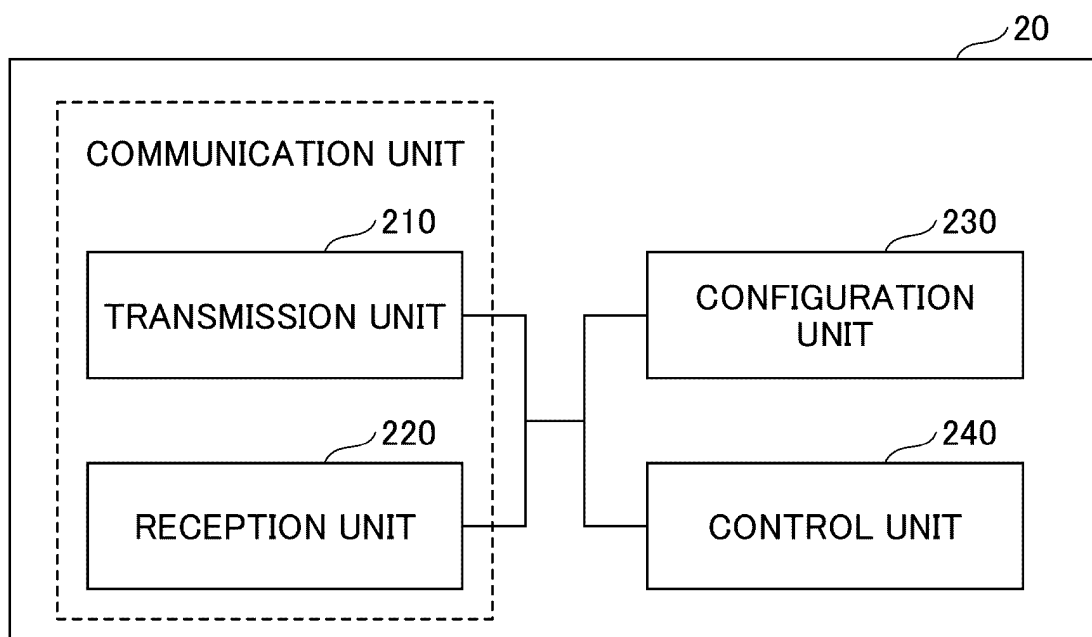 20
COMMUNICATION UNIT
210
TRANSMISSION UNIT
220
RECEPTION UNIT
230
CONFIGURATION
UNIT
240
CONTROL UNIT